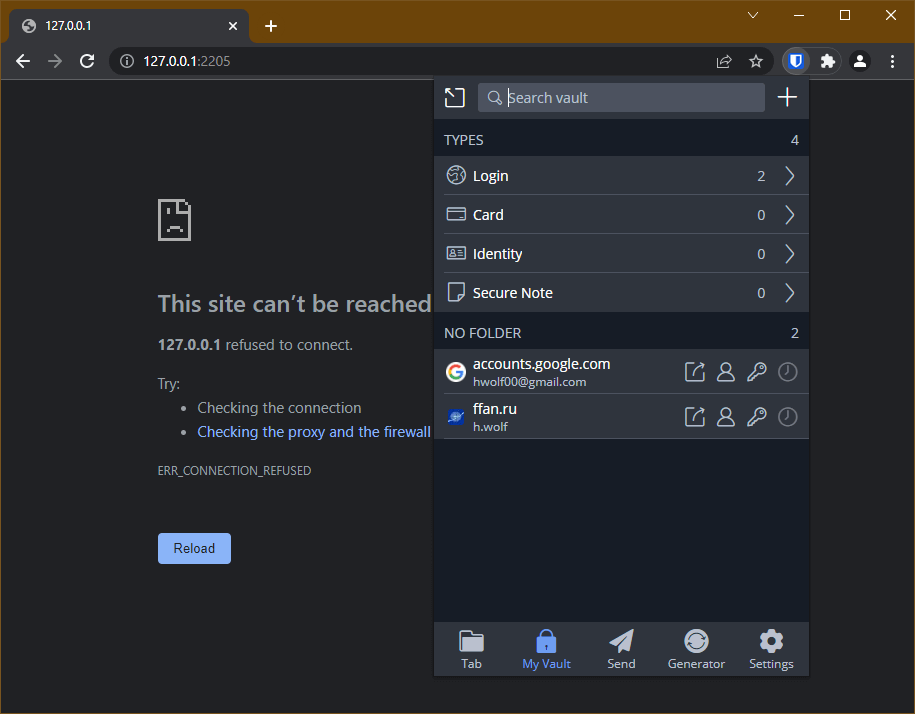 127.0.0.1
127.0.0.1:2205
Search vault
TYPES 4
Login 2
Card 0
Identity 0
Secure Note 0
NO FOLDER 2
accounts.google.com
hwolf00@gmail.com
ffan.ru
h.wolf
Tab My Vault Send Generator Settings
This site can’t be reached
127.0.0.1 refused to connect.
Try:
• Checking the connection
• Checking the proxy and the firewall
ERR_CONNECTION_REFUSED
Reload